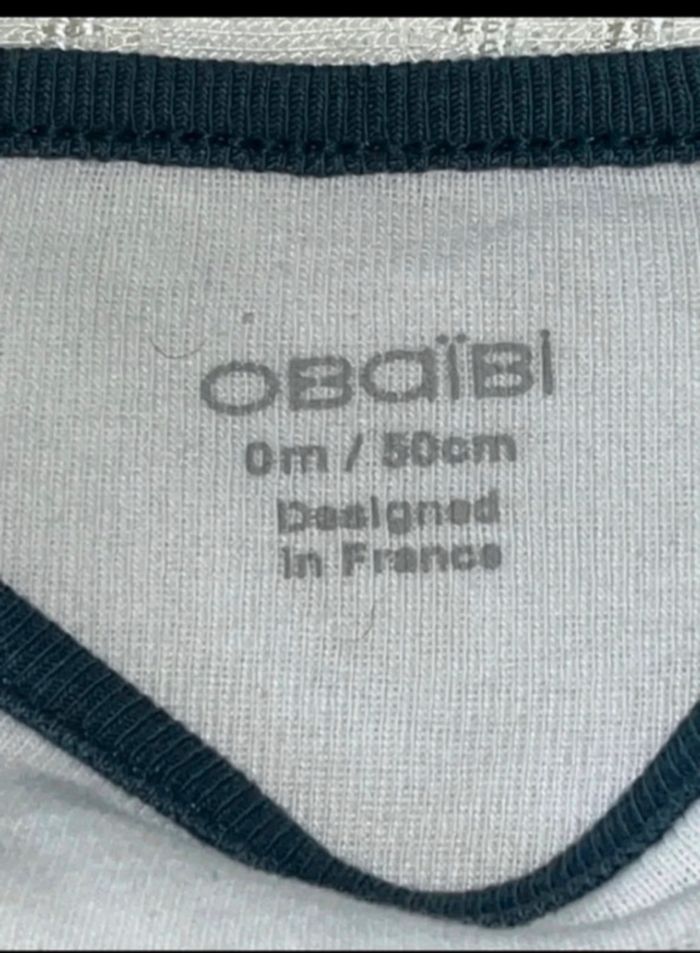 OBaïBi
0m / 50cm
Designed
in France